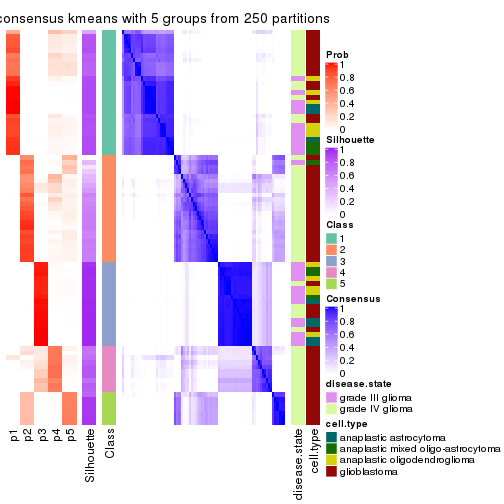 consensus kmeans with 5 groups from 250 partitions
Prob
1
0.8
0.6
0.4
0.2
0
Silhouette
1
0.8
0.6
0.4
0.2
0
Class
1
2
3
4
5
Consensus
1
0.8
0.6
0.4
0.2
0
disease.state
grade III glioma
grade IV glioma
cell.type
anaplastic astrocytoma
anaplastic mixed oligo-astrocytoma
anaplastic oligodendroglioma
glioblastoma
p1
p2
p3
p4
p5
Silhouette
Class
disease.state
cell.type